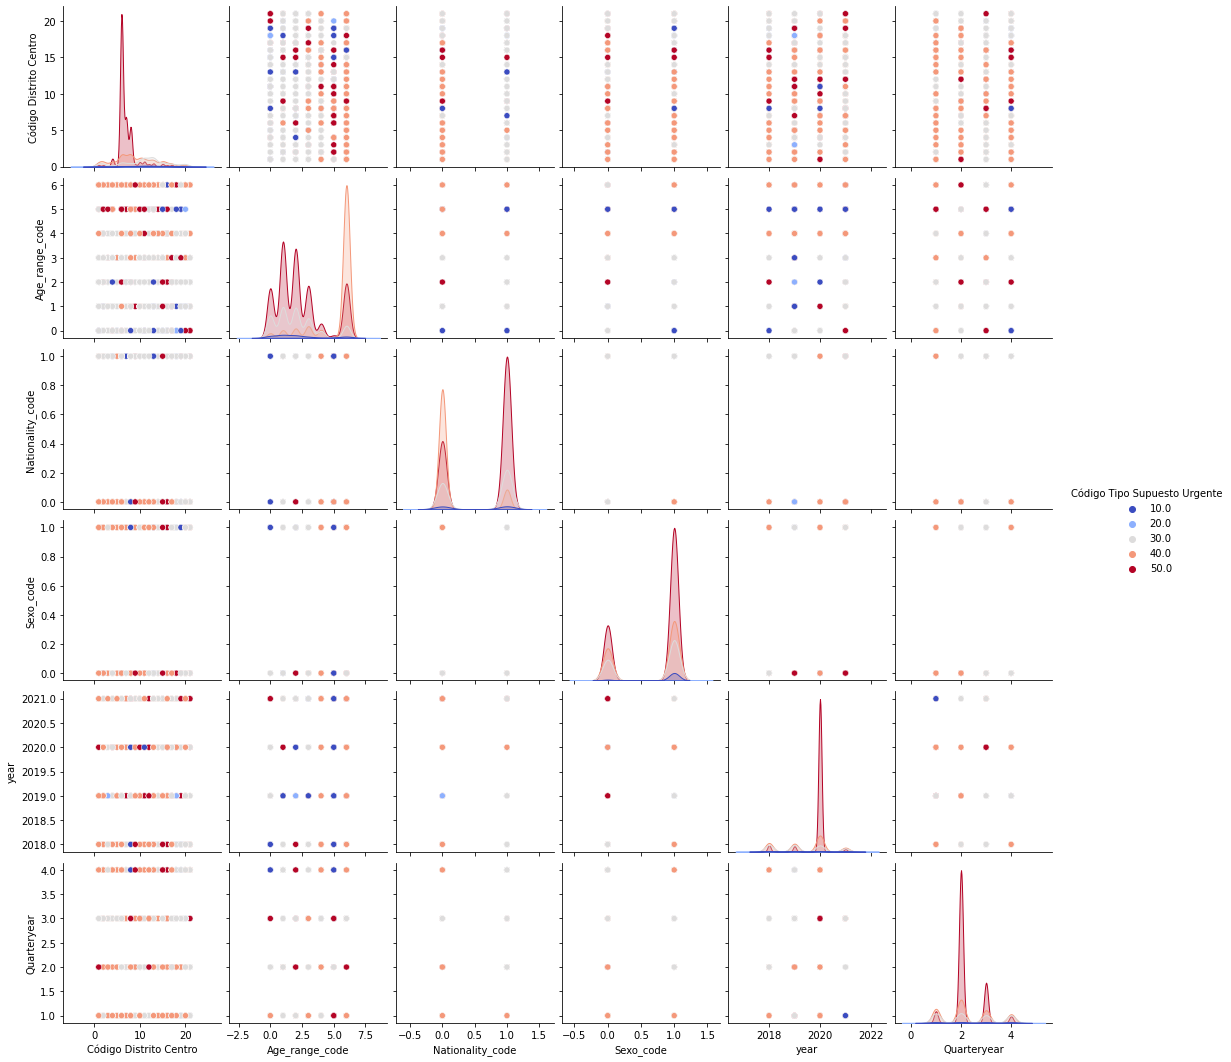 20
15
10
5
0
Código Distrito Centro
6
5
4
3
2
1
0
Age_range_code
1.0
0.8
0.6
0.4
0.2
0.0
Nationality_code
Código Tipo Supuesto Urgente
10.0
20.0
30.0
40.0
50.0
1.0
0.8
0.6
0.4
0.2
0.0
Sexo_code
2021.0
2020.5
2020.0
2019.5
2019.0
2018.5
2018.0
year
4.0
3.5
3.0
2.5
2.0
1.5
1.0
Quarteryear
0 10 20
−2.5 0.0 2.5 5.0 7.5
−0.5 0.0 0.5 1.0 1.5
−0.5 0.0 0.5 1.0 1.5
2018 2020 2022
0 2 4
Código Distrito Centro
Age_range_code
Nationality_code
Sexo_code
year
Quarteryear